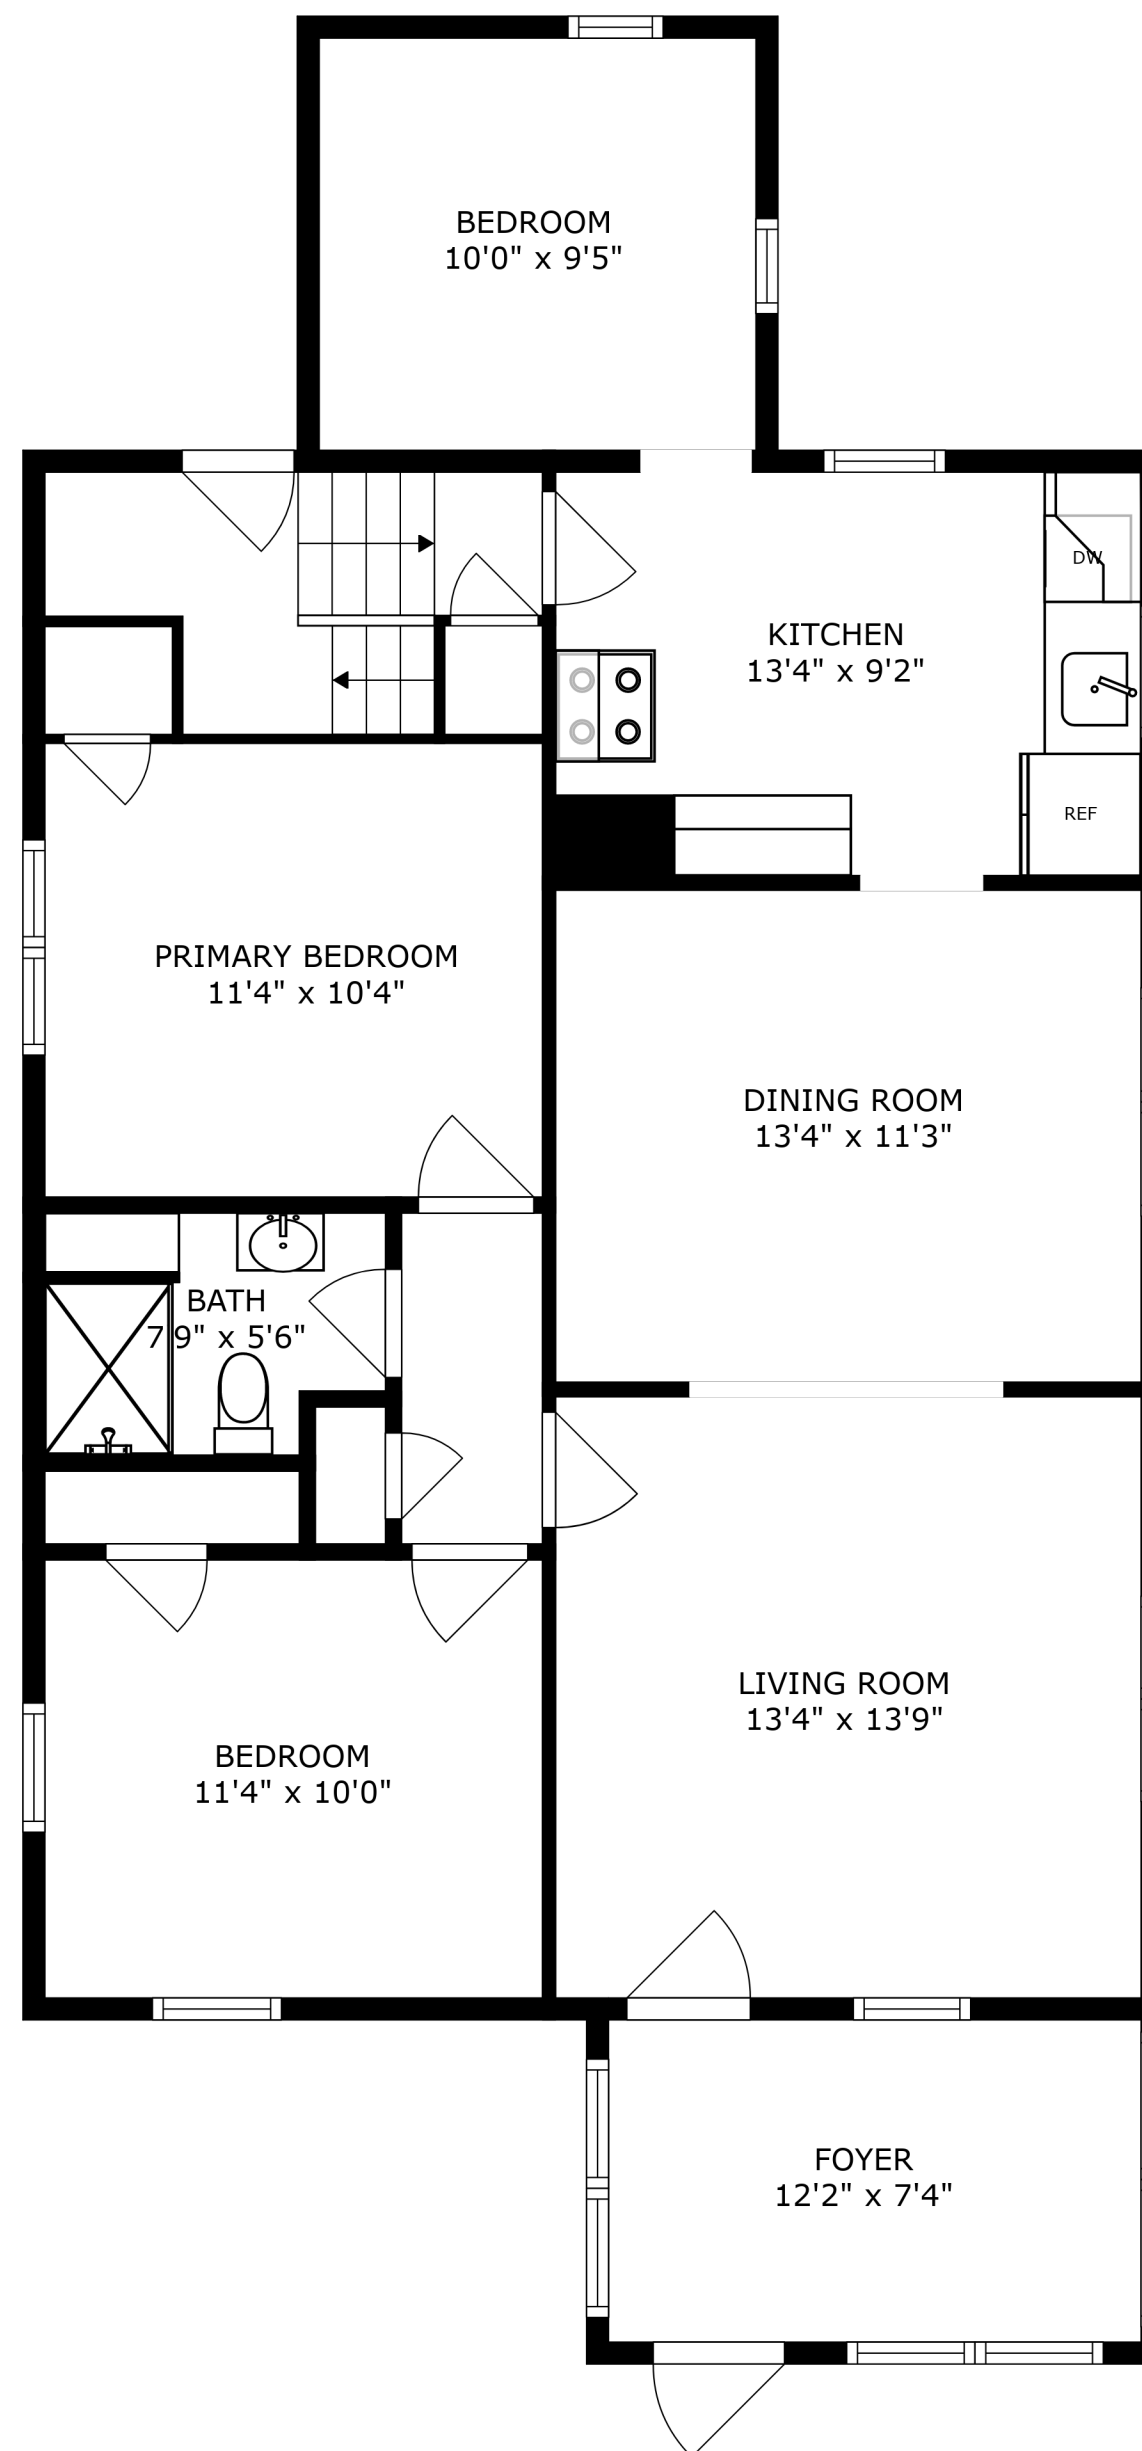 BEDROOM
10'0" x 9'5"
DW
KITCHEN
13'4" x 9'2"
REF
PRIMARY BEDROOM
11'4" x 10'4"
DINING ROOM
13'4" x 11'3"
BATH
7'9" x 5'6"
LIVING ROOM
13'4" x 13'9"
BEDROOM
11'4" x 10'0"
FOYER
12'2" x 7'4"